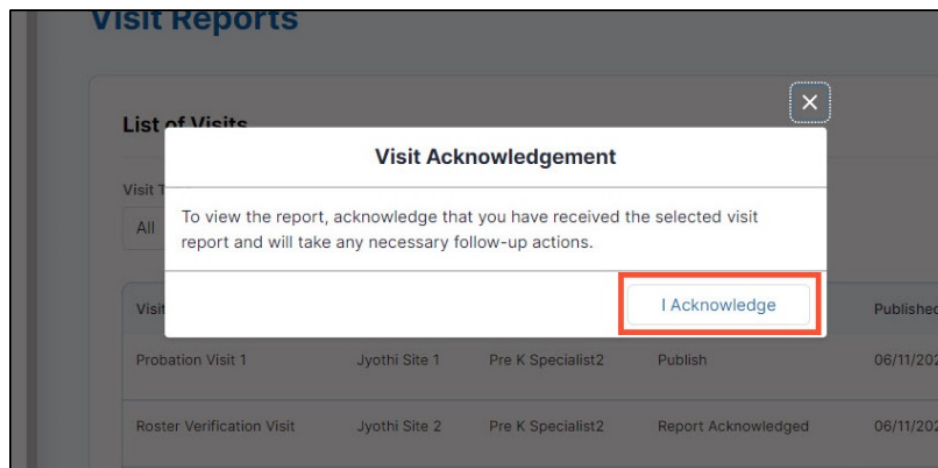 Visit Reports
List of Visits
Visit Acknowledgement
Visit
All
To view the report, acknowledge that you have received the selected visit
report and will take any necessary follow-up actions.
I Acknowledge
Visit Published
Probation Visit 1 Jyothi Site 1 Pre K Specialist2 Publish 06/11/202
Roster Verification Visit Jyothi Site 2 Pre K Specialist2 Report Acknowledged 06/11/202